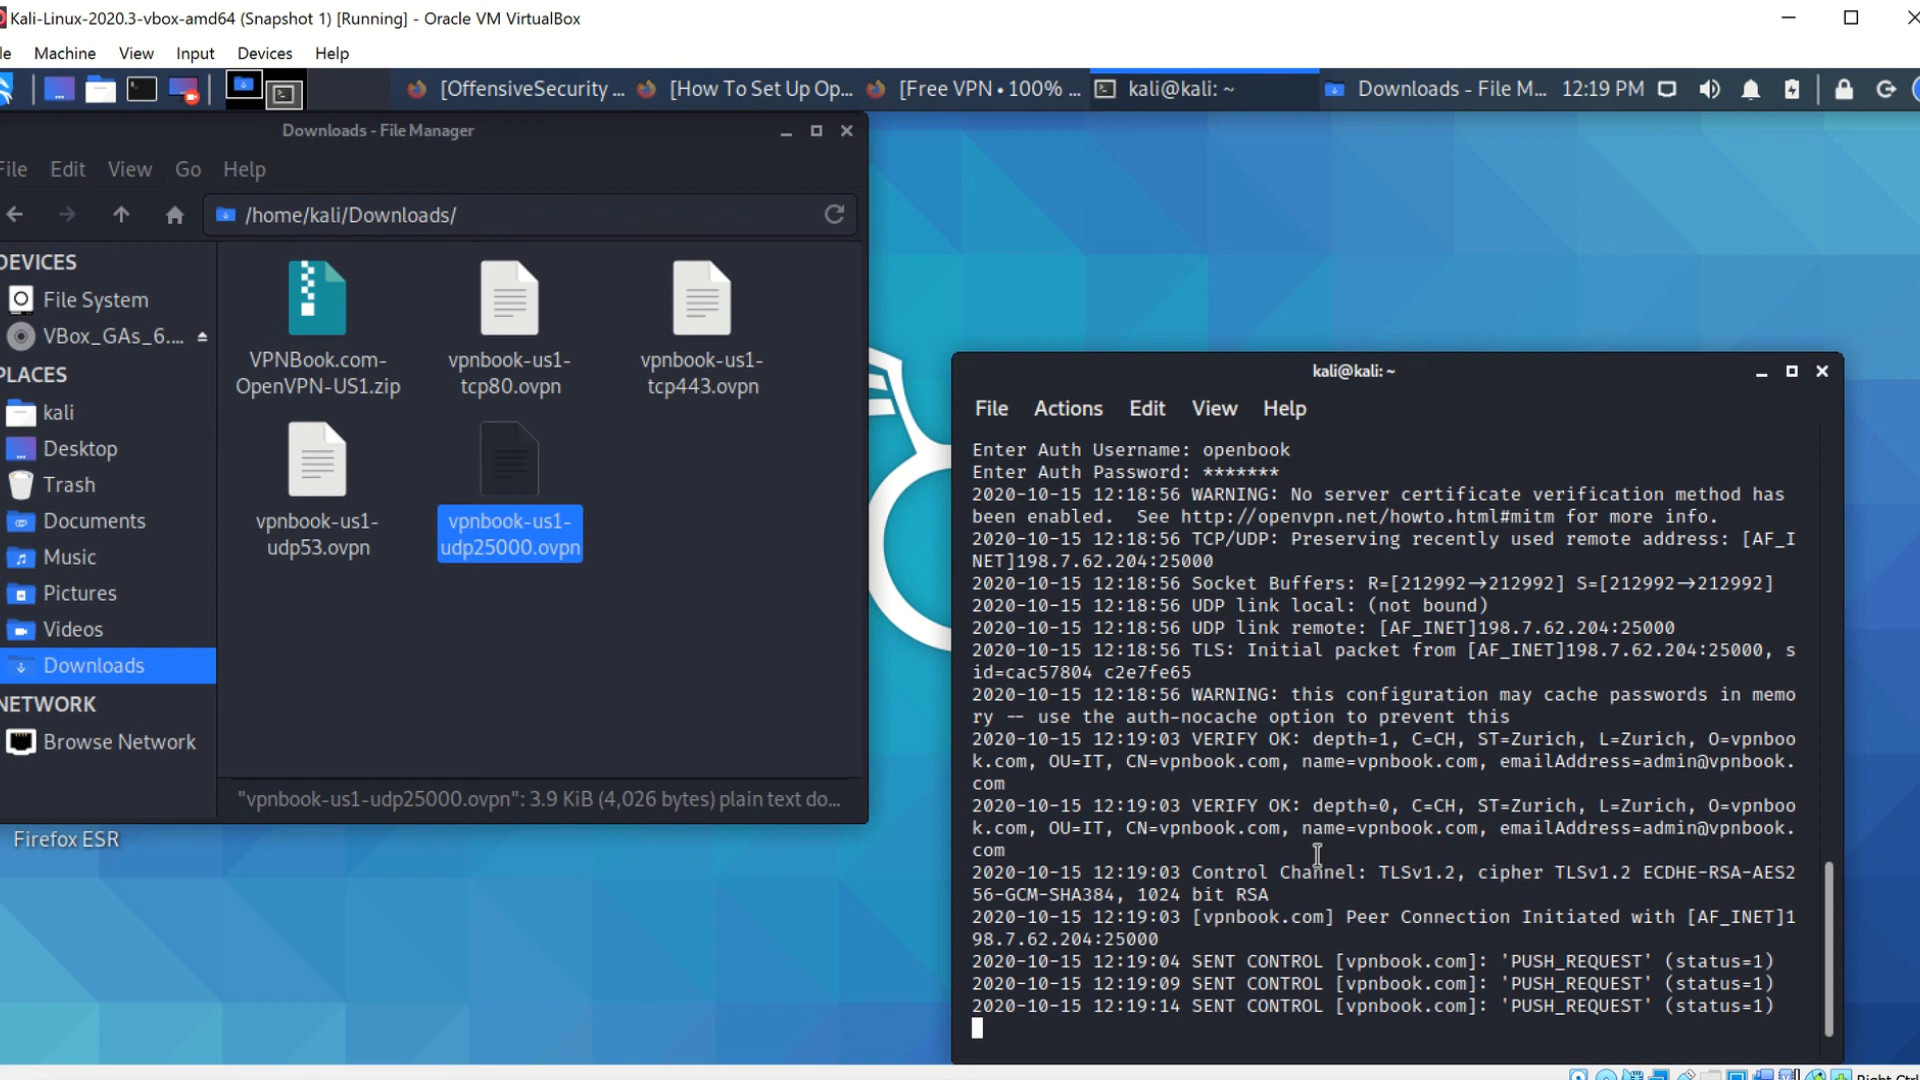 Kali-Linux-2020.3-vbox-amd64 (Snapshot 1) [Running] - Oracle VM VirtualBox
le Machine View Input Devices Help
[OffensiveSecurity ... [How To Set Up Op... [Free VPN • 100% ... kali@kali: ~ Downloads - File M... 12:19 PM
Downloads - File Manager
File Edit View Go Help
/home/kali/Downloads/
DEVICES
File System
VBox_GAs_6....
PLACES
kali
Desktop
Trash
Documents
Music
Pictures
Videos
Downloads
NETWORK
Browse Network
VPNBook.com-
OpenVPN-US1.zip
vpnbook-us1-
tcp80.ovpn
vpnbook-us1-
tcp443.ovpn
vpnbook-us1-
udp53.ovpn
vpnbook-us1-
udp25000.ovpn
"vpnbook-us1-udp25000.ovpn": 3.9 KiB (4,026 bytes) plain text do...
Firefox ESR
kali@kali: ~
File Actions Edit View Help
Enter Auth Username: openbook
Enter Auth Password: *******
2020-10-15 12:18:56 WARNING: No server certificate verification method has
been enabled.  See http://openvpn.net/howto.html#mitm for more info.
2020-10-15 12:18:56 TCP/UDP: Preserving recently used remote address: [AF_I
NET]198.7.62.204:25000
2020-10-15 12:18:56 Socket Buffers: R=[212992→212992] S=[212992→212992]
2020-10-15 12:18:56 UDP link local: (not bound)
2020-10-15 12:18:56 UDP link remote: [AF_INET]198.7.62.204:25000
2020-10-15 12:18:56 TLS: Initial packet from [AF_INET]198.7.62.204:25000, s
id=cac57804 c2e7fe65
2020-10-15 12:18:56 WARNING: this configuration may cache passwords in memo
ry -- use the auth-nocache option to prevent this
2020-10-15 12:19:03 VERIFY OK: depth=1, C=CH, ST=Zurich, L=Zurich, O=vpnboo
k.com, OU=IT, CN=vpnbook.com, name=vpnbook.com, emailAddress=admin@vpnbook.
com
2020-10-15 12:19:03 VERIFY OK: depth=0, C=CH, ST=Zurich, L=Zurich, O=vpnboo
k.com, OU=IT, CN=vpnbook.com, name=vpnbook.com, emailAddress=admin@vpnbook.
com
2020-10-15 12:19:03 Control Channel: TLSv1.2, cipher TLSv1.2 ECDHE-RSA-AES2
56-GCM-SHA384, 1024 bit RSA
2020-10-15 12:19:03 [vpnbook.com] Peer Connection Initiated with [AF_INET]1
98.7.62.204:25000
2020-10-15 12:19:04 SENT CONTROL [vpnbook.com]: 'PUSH_REQUEST' (status=1)
2020-10-15 12:19:09 SENT CONTROL [vpnbook.com]: 'PUSH_REQUEST' (status=1)
2020-10-15 12:19:14 SENT CONTROL [vpnbook.com]: 'PUSH_REQUEST' (status=1)
Right Ctrl